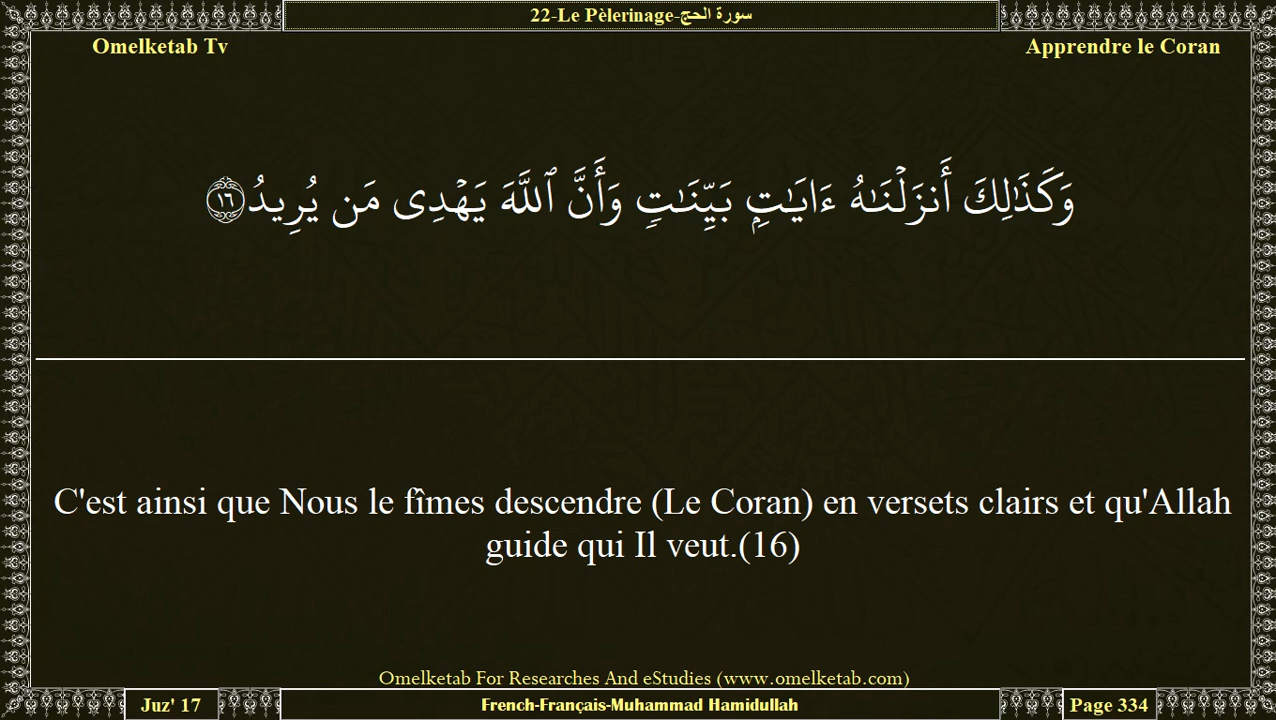 22-Le Pèlerinage-سورة الحج
Omelketab Tv
Apprendre le Coran
وَكَذَٰلِكَ أَنزَلْنَـٰهُ ءَايَـٰتٍۭ بَيِّنَـٰتٍ وَأَنَّ ٱللَّهَ يَهْدِى مَن يُرِيدُ ١٦
C'est ainsi que Nous le fîmes descendre (Le Coran) en versets clairs et qu'Allah
guide qui Il veut.(16)
Omelketab For Researches And eStudies (www.omelketab.com)
Juz' 17
French-Français-Muhammad Hamidullah
Page 334